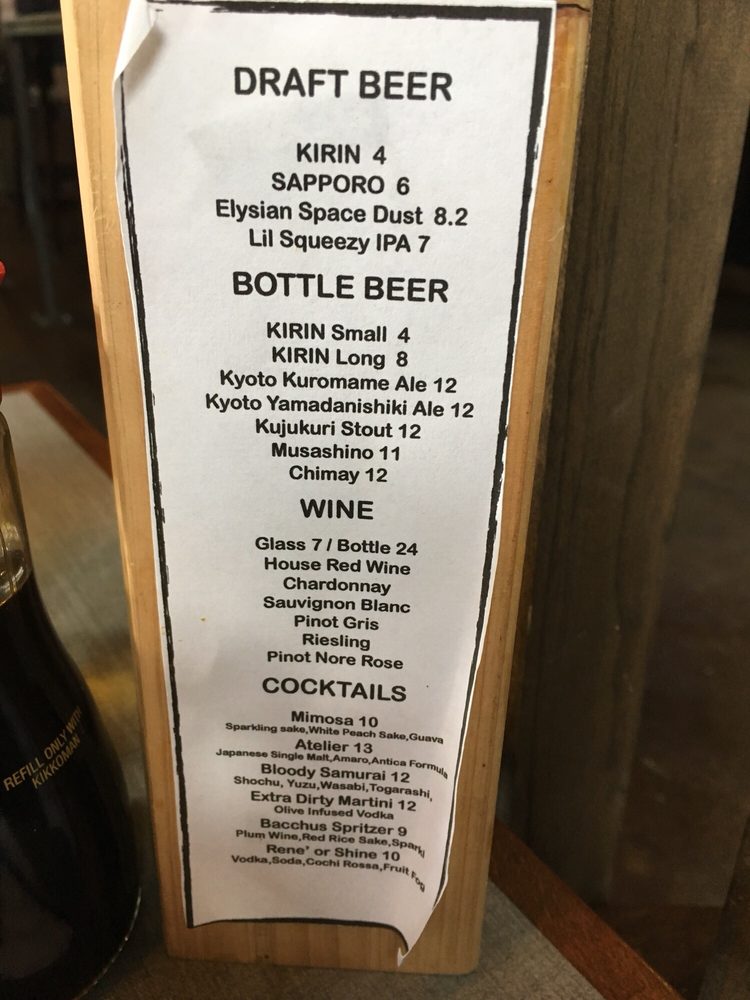 DRAFT BEER
KIRIN 4
SAPPORO 6
Elysian Space Dust 8.2
Lil Squeezy IPA 7
BOTTLE BEER
KIRIN Small 4
KIRIN Long 8
Kyoto Kuromame Ale 12
Kyoto Yamadanishiki Ale 12
Kujukuri Stout 12
Musashino 11
Chimay 12
WINE
Glass 7 / Bottle 24
House Red Wine
Chardonnay
Sauvignon Blanc
Pinot Gris
Riesling
Pinot Nore Rose
COCKTAILS
Mimosa 10
Sparkling sake,White Peach Sake,Guava
Atelier 13
Japanese Single Malt,Amaro,Antica Formula
Bloody Samurai 12
Shochu, Yuzu,Wasabi,Togarashi,
Extra Dirty Martini 12
Olive Infused Vodka
Bacchus Spritzer 9
Plum Wine,Red Rice Sake,Sparkl
Rene' or Shine 10
Vodka,Soda,Cochi Rossa,Fruit Fog
REFILL ONLY WITH
KIKKOMAN